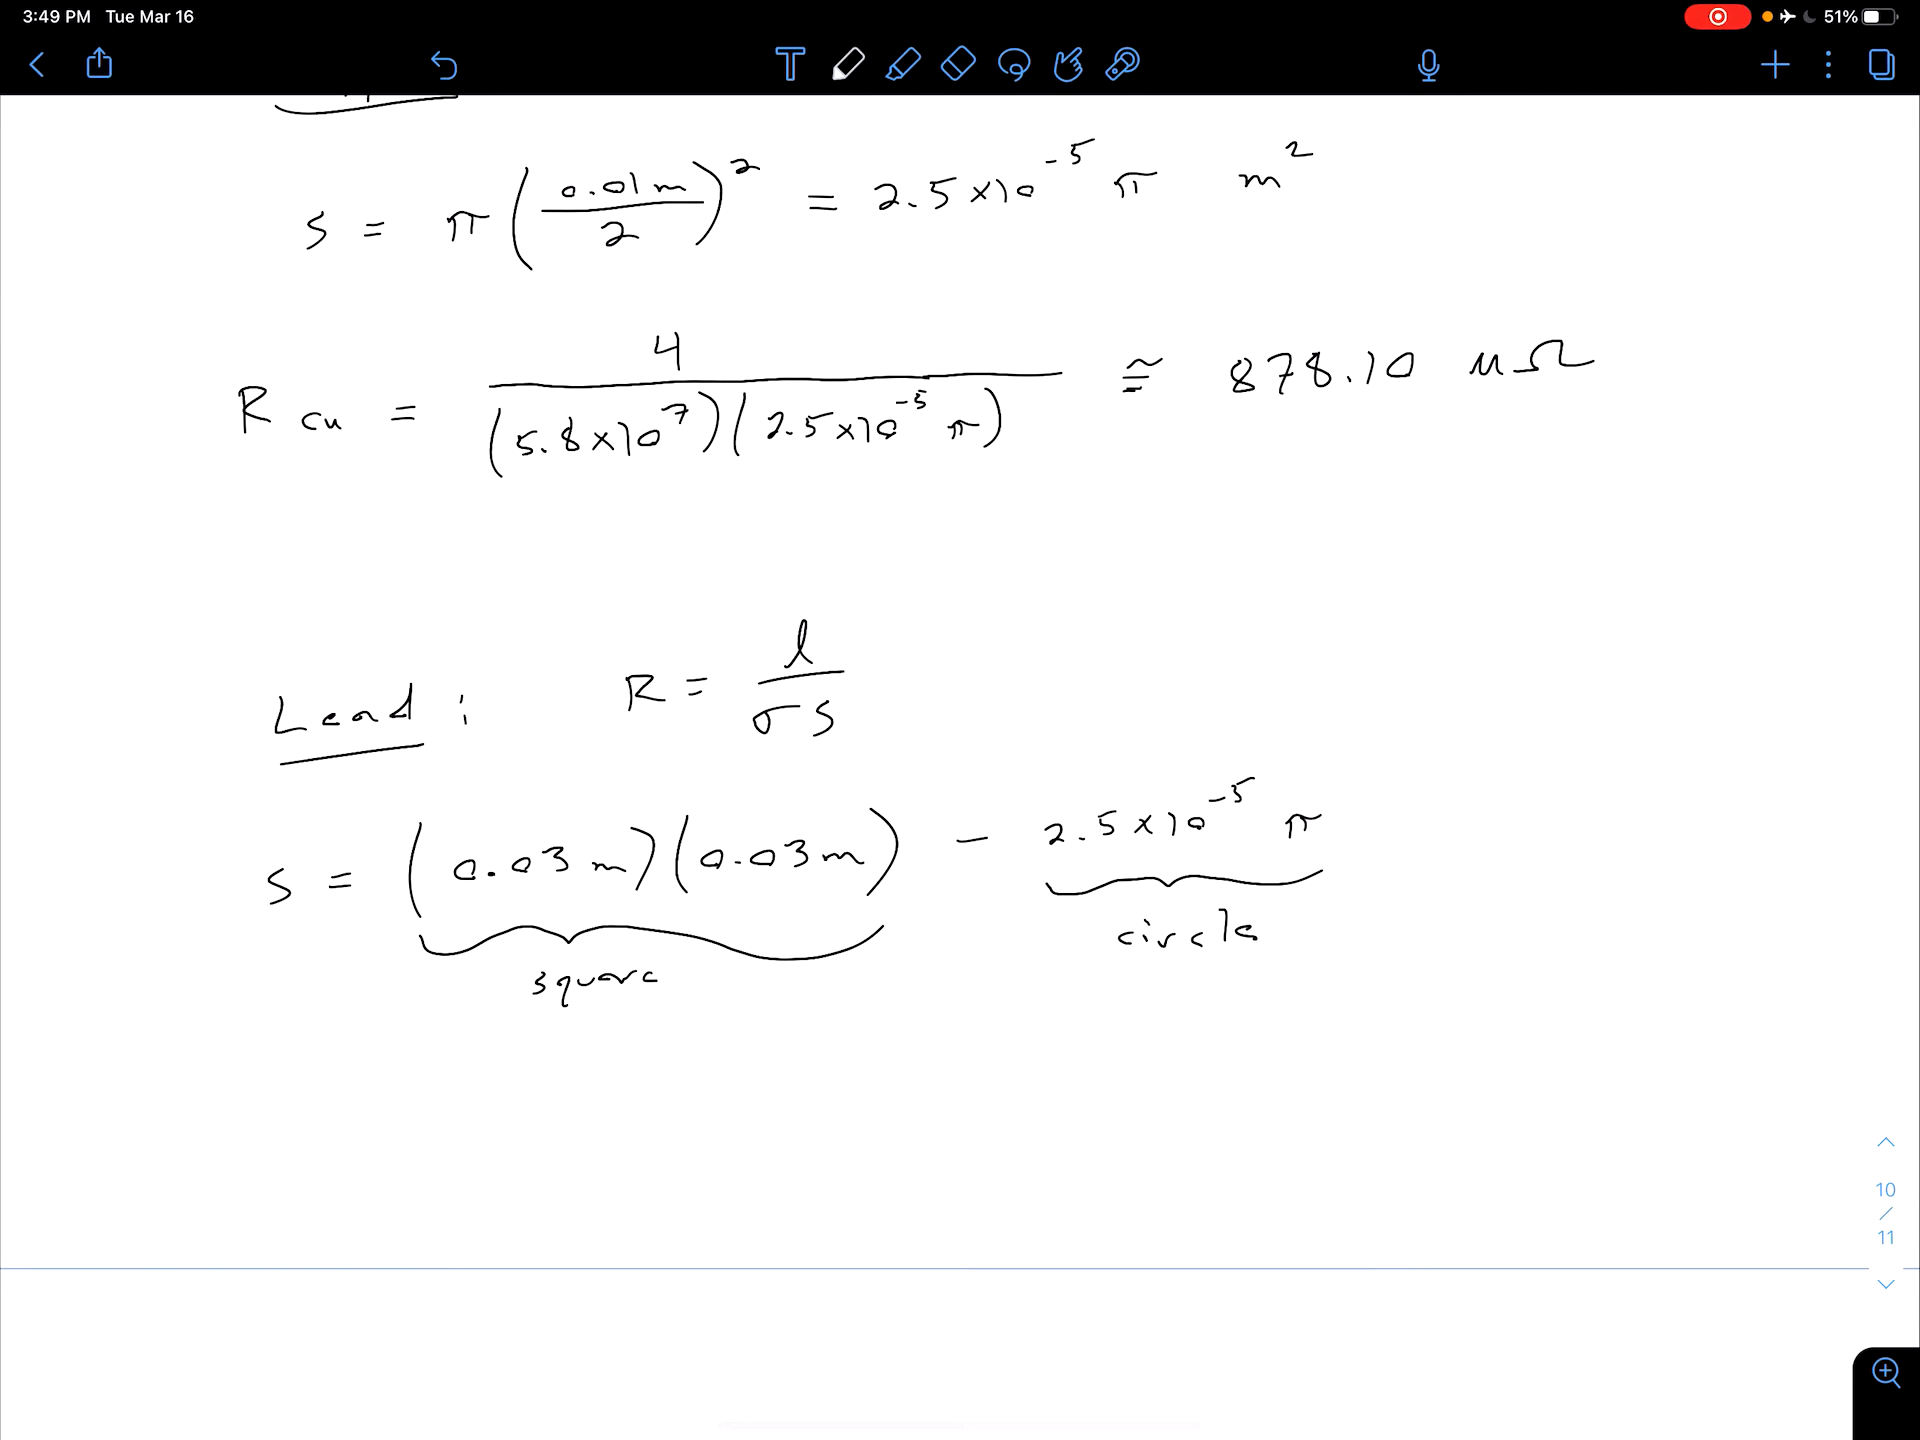 3:49 PM Tue Mar 16
51%
T
s = π (0.01m / 2)² = 2.5×10⁻⁵ π m²
R cu = 4 / (5.8×10⁷)(2.5×10⁻⁵ π) ≅ 878.10 μΩ
Lead : R = l / σ s
s = (0.03 m)(0.03 m) − 2.5×10⁻⁵ π
square
circle
10
/
11